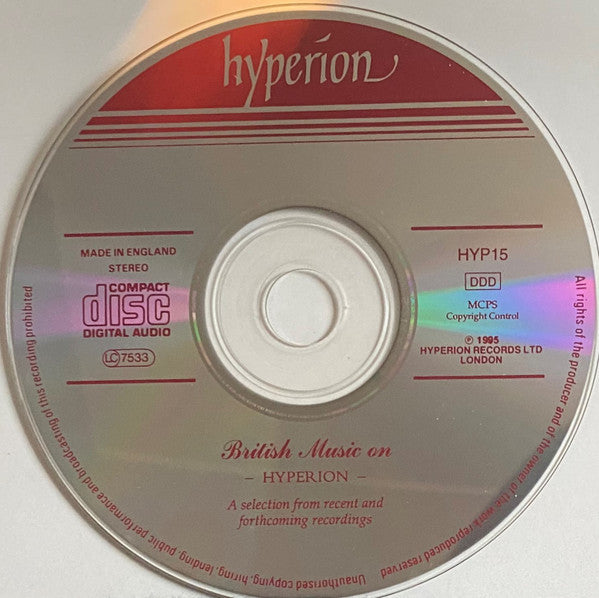 hyperion
MADE IN ENGLAND
STEREO
COMPACT
disc
DIGITAL AUDIO
LC 7533
HYP15
DDD
MCPS
Copyright Control
℗ 1995
HYPERION RECORDS LTD
LONDON
British Music on
– HYPERION –
A selection from recent and
forthcoming recordings
All rights of the producer and of the owner of the work reproduced reserved
Unauthorised copying, hiring, lending, public performance and broadcasting of this recording prohibited